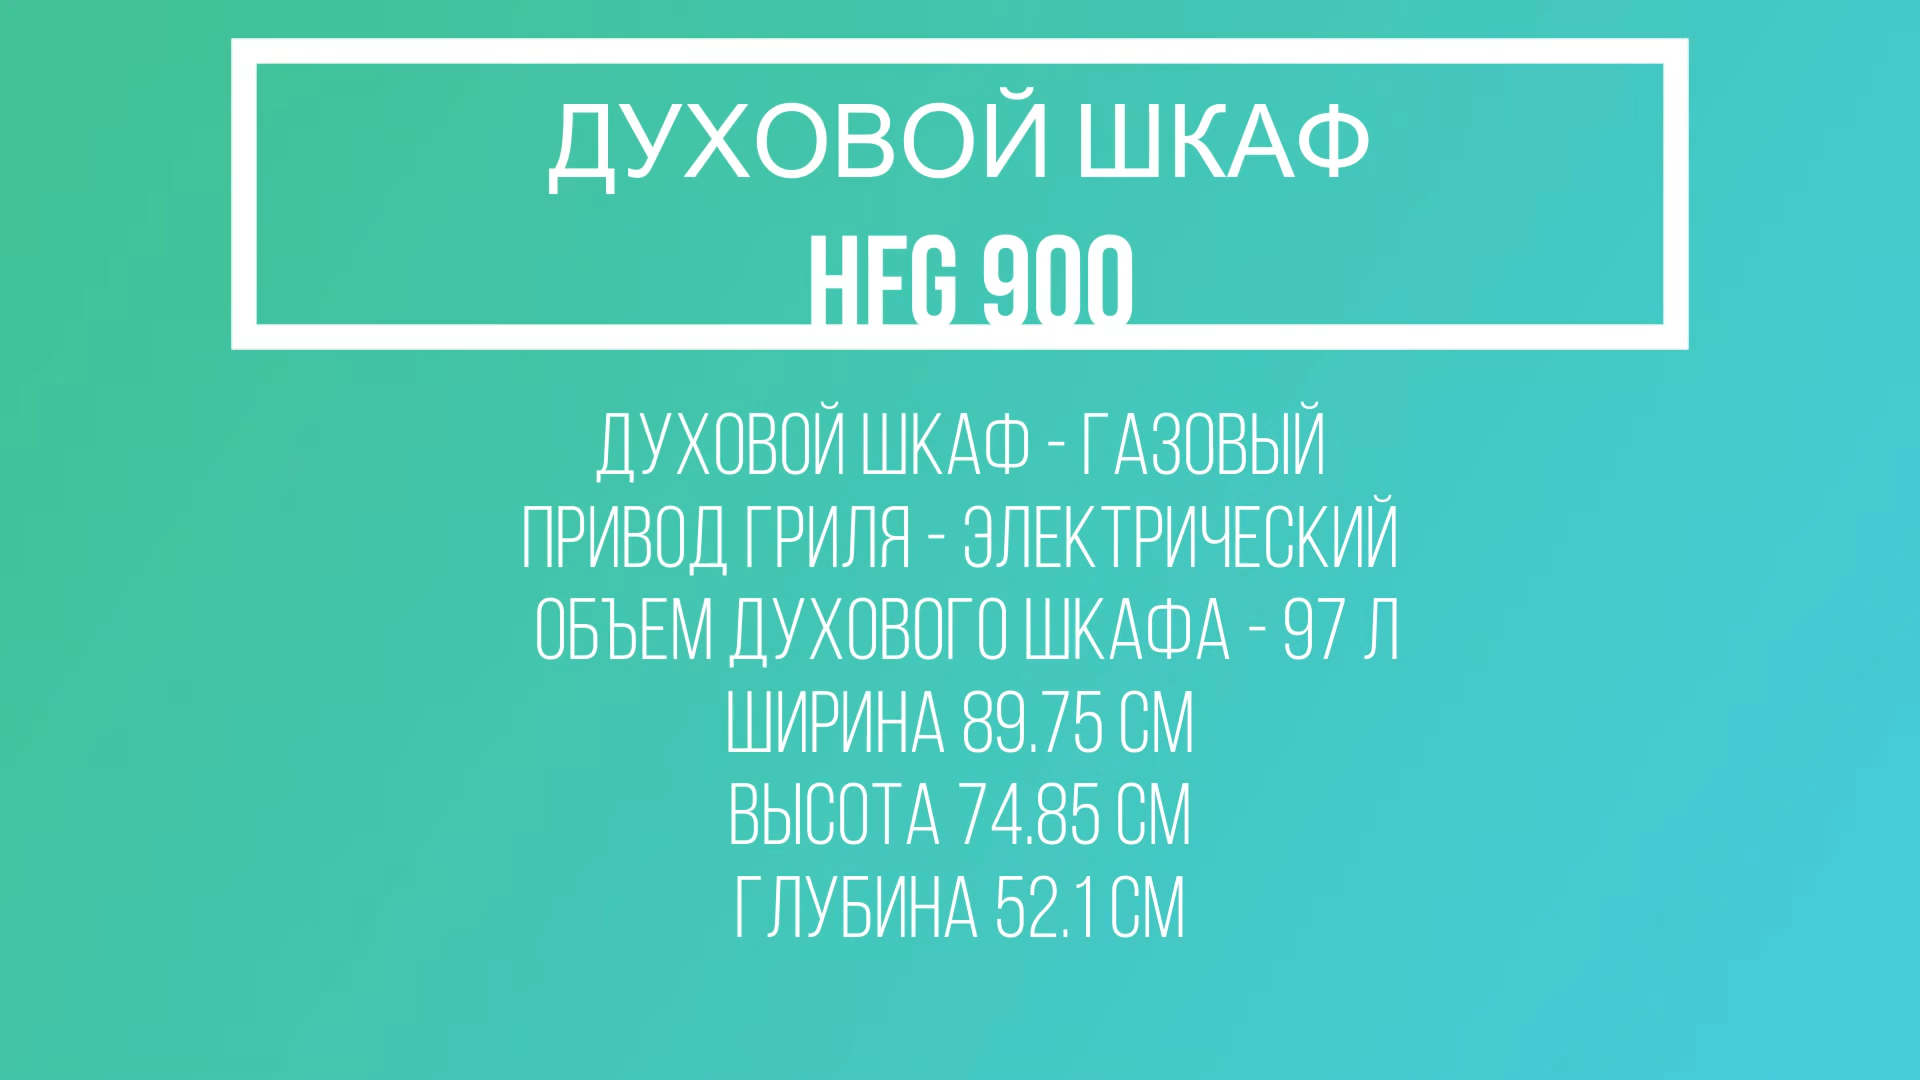 ДУХОВОЙ ШКАФ
HFG 900
ДУХОВОЙ ШКАФ - ГАЗОВЫЙ
ПРИВОД ГРИЛЯ - ЭЛЕКТРИЧЕСКИЙ
ОБЪЕМ ДУХОВОГО ШКАФА - 97 Л
ШИРИНА 89.75 СМ
ВЫСОТА 74.85 СМ
ГЛУБИНА 52.1 СМ